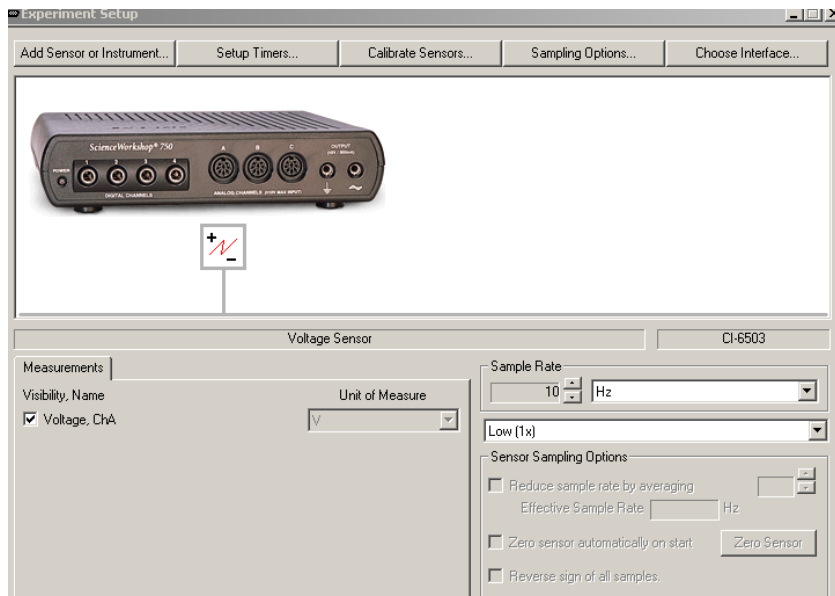 Experiment Setup
Add Sensor or Instrument... Setup Timers... Calibrate Sensors... Sampling Options... Choose Interface...
ScienceWorkshop® 750
1 2 3 4 A B C OUTPUT
POWER
DIGITAL CHANNELS ANALOG CHANNELS (±10V MAX INPUT)
Voltage Sensor CI-6503
Measurements
Visibility, Name Unit of Measure
Voltage, ChA V
Sample Rate
10 Hz
Low (1x)
Sensor Sampling Options
Reduce sample rate by averaging
Effective Sample Rate Hz
Zero sensor automatically on start Zero Sensor
Reverse sign of all samples.